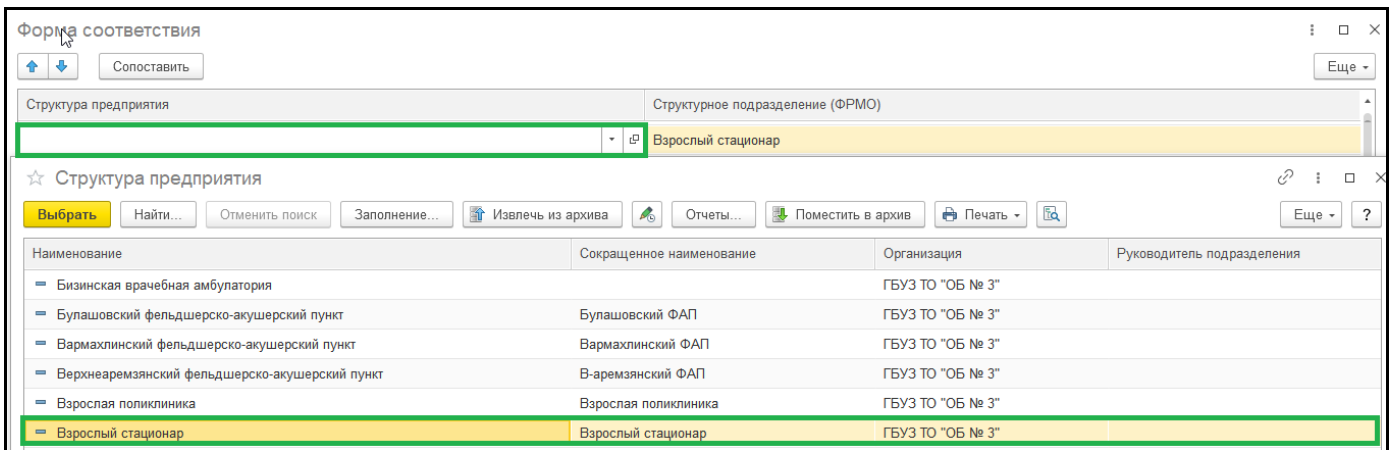 Форма соответствия
Сопоставить Еще
Структура предприятия Структурное подразделение (ФРМО)
Взрослый стационар
Структура предприятия
Выбрать Найти... Отменить поиск Заполнение... Извлечь из архива Отчеты... Поместить в архив Печать Еще ?
Наименование Сокращенное наименование Организация Руководитель подразделения
Бизинская врачебная амбулатория ГБУЗ ТО "ОБ № 3"
Булашовский фельдшерско-акушерский пункт Булашовский ФАП ГБУЗ ТО "ОБ № 3"
Вармахлинский фельдшерско-акушерский пункт Вармахлинский ФАП ГБУЗ ТО "ОБ № 3"
Верхнеаремзянский фельдшерско-акушерский пункт В-аремзянский ФАП ГБУЗ ТО "ОБ № 3"
Взрослая поликлиника Взрослая поликлиника ГБУЗ ТО "ОБ № 3"
Взрослый стационар Взрослый стационар ГБУЗ ТО "ОБ № 3"